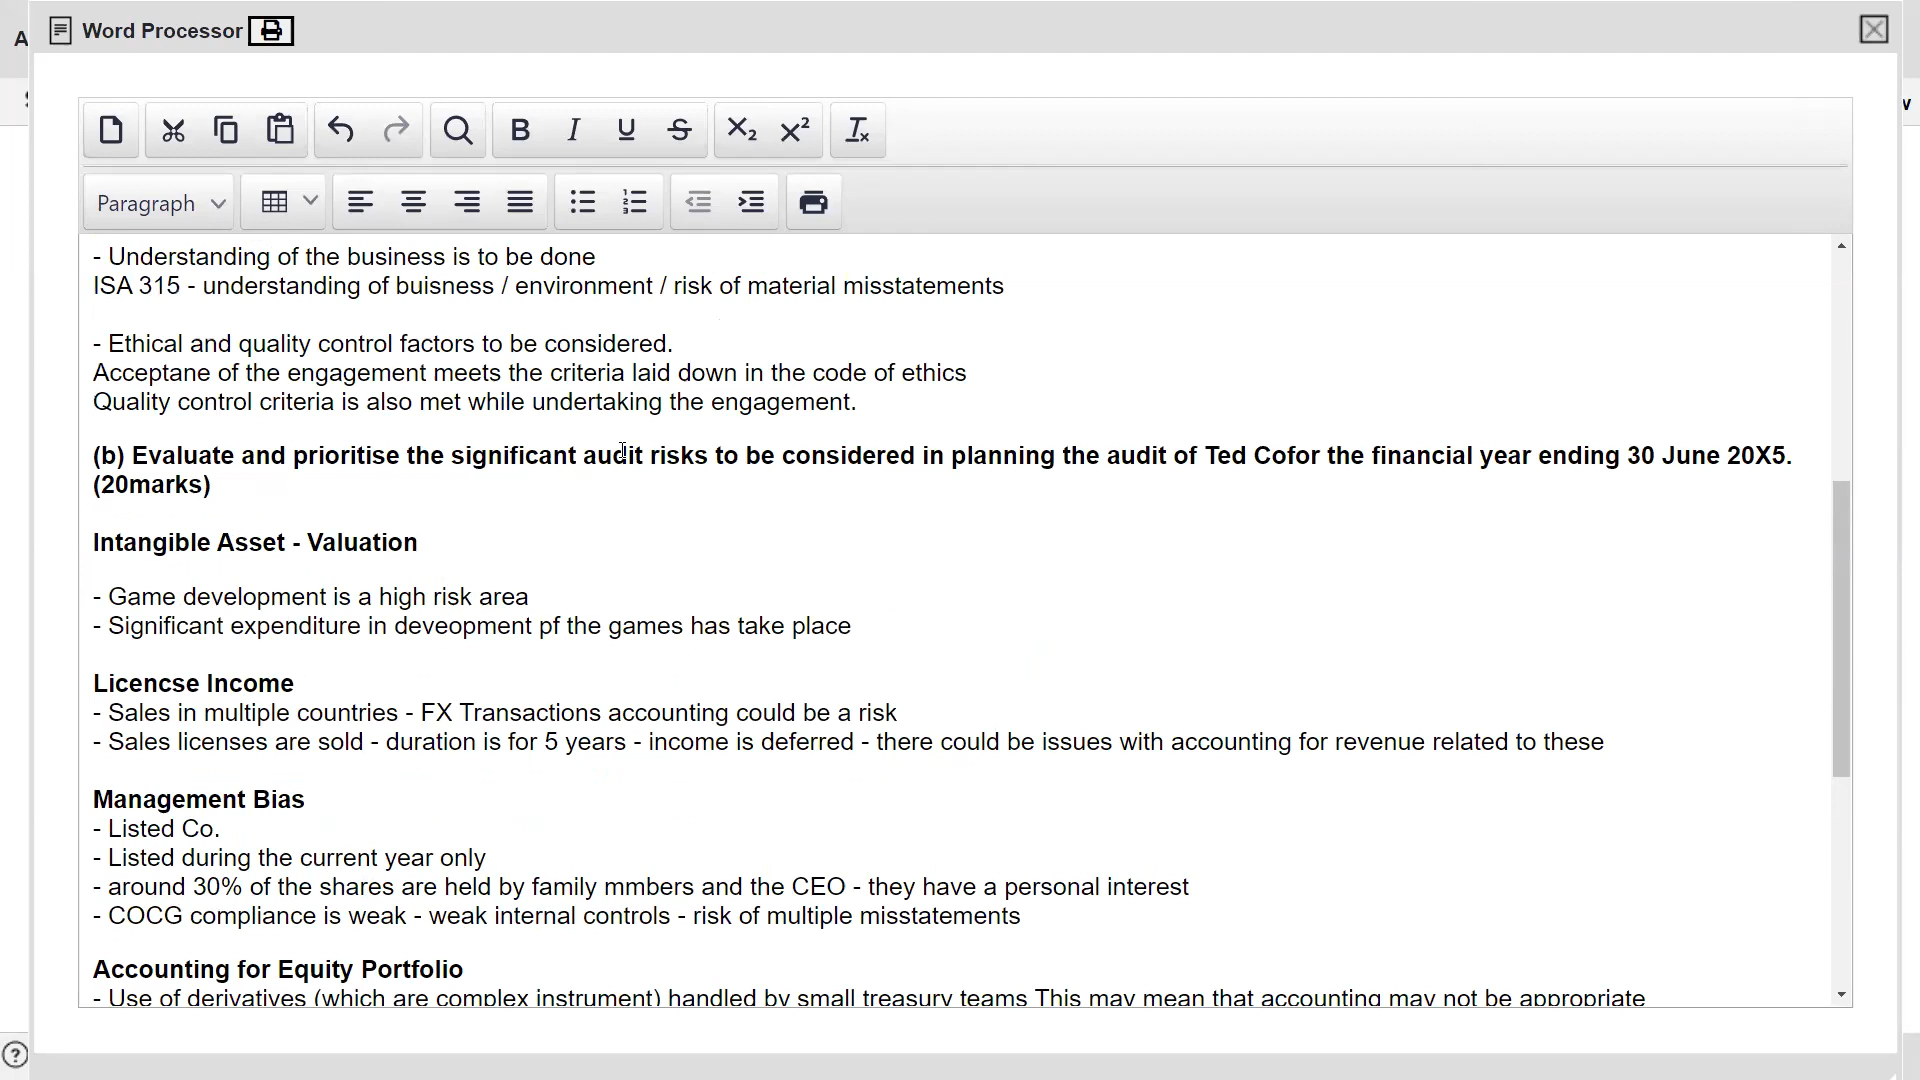 A
Word Processor
w
Paragraph
- Understanding of the business is to be done
ISA 315 - understanding of buisness / environment / risk of material misstatements
- Ethical and quality control factors to be considered.
Acceptane of the engagement meets the criteria laid down in the code of ethics
Quality control criteria is also met while undertaking the engagement.
(b) Evaluate and prioritise the significant audit risks to be considered in planning the audit of Ted Cofor the financial year ending 30 June 20X5.
(20marks)
Intangible Asset - Valuation
- Game development is a high risk area
- Significant expenditure in deveopment pf the games has take place
Licencse Income
- Sales in multiple countries - FX Transactions accounting could be a risk
- Sales licenses are sold - duration is for 5 years - income is deferred - there could be issues with accounting for revenue related to these
Management Bias
- Listed Co.
- Listed during the current year only
- around 30% of the shares are held by family mmbers and the CEO - they have a personal interest
- COCG compliance is weak - weak internal controls - risk of multiple misstatements
Accounting for Equity Portfolio
- Use of derivatives (which are complex instrument) handled by small treasury teams This may mean that accounting may not be appropriate